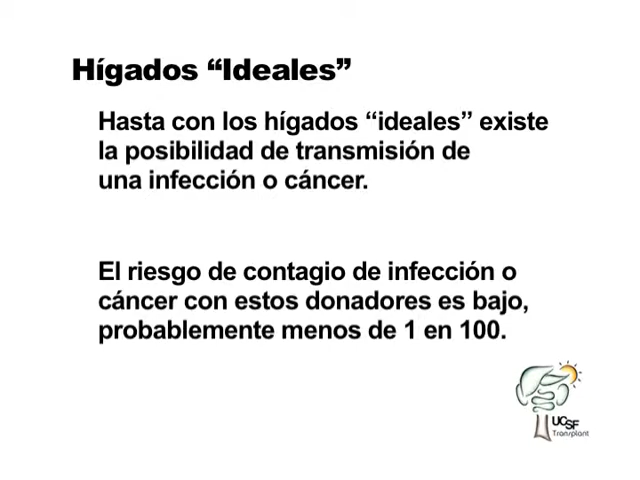 Hígados “Ideales”
Hasta con los hígados “ideales” existe
la posibilidad de transmisión de
una infección o cáncer.
El riesgo de contagio de infección o
cáncer con estos donadores es bajo,
probablemente menos de 1 en 100.
UCSF
Transplant